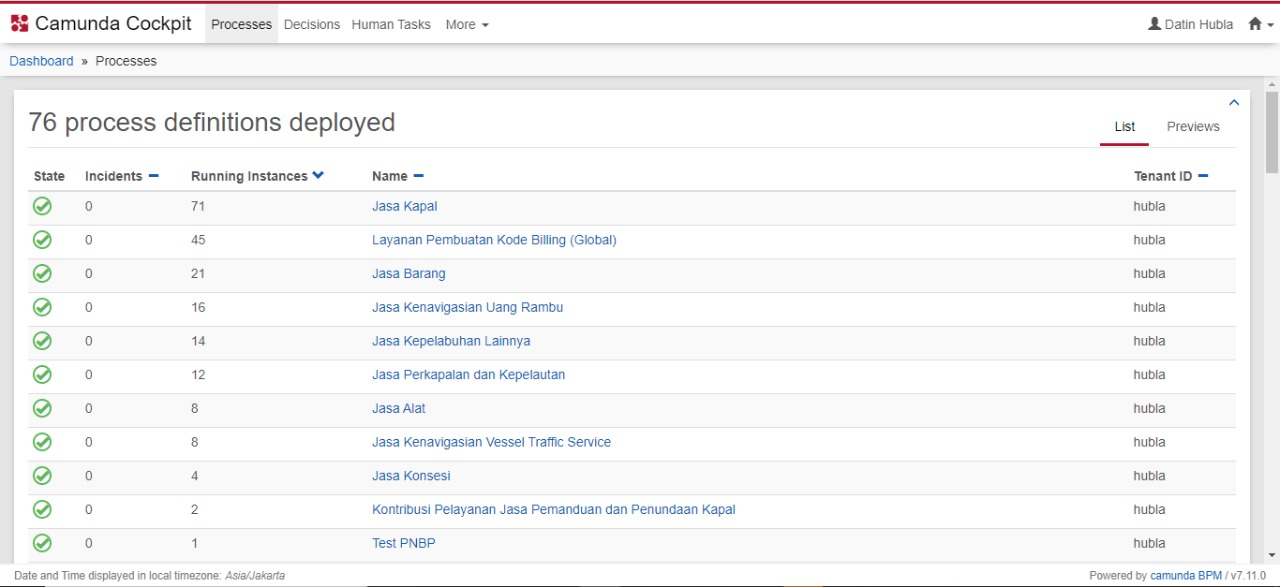 Camunda Cockpit Processes Decisions Human Tasks More Datin Hubla
Dashboard » Processes
76 process definitions deployed
List Previews
State Incidents Running Instances Name Tenant ID
0 71 Jasa Kapal hubla
0 45 Layanan Pembuatan Kode Billing (Global) hubla
0 21 Jasa Barang hubla
0 16 Jasa Kenavigasian Uang Rambu hubla
0 14 Jasa Kepelabuhan Lainnya hubla
0 12 Jasa Perkapalan dan Kepelautan hubla
0 8 Jasa Alat hubla
0 8 Jasa Kenavigasian Vessel Traffic Service hubla
0 4 Jasa Konsesi hubla
0 2 Kontribusi Pelayanan Jasa Pemanduan dan Penundaan Kapal hubla
0 1 Test PNBP hubla
Date and Time displayed in local timezone: Asia/Jakarta Powered by camunda BPM / v7.11.0